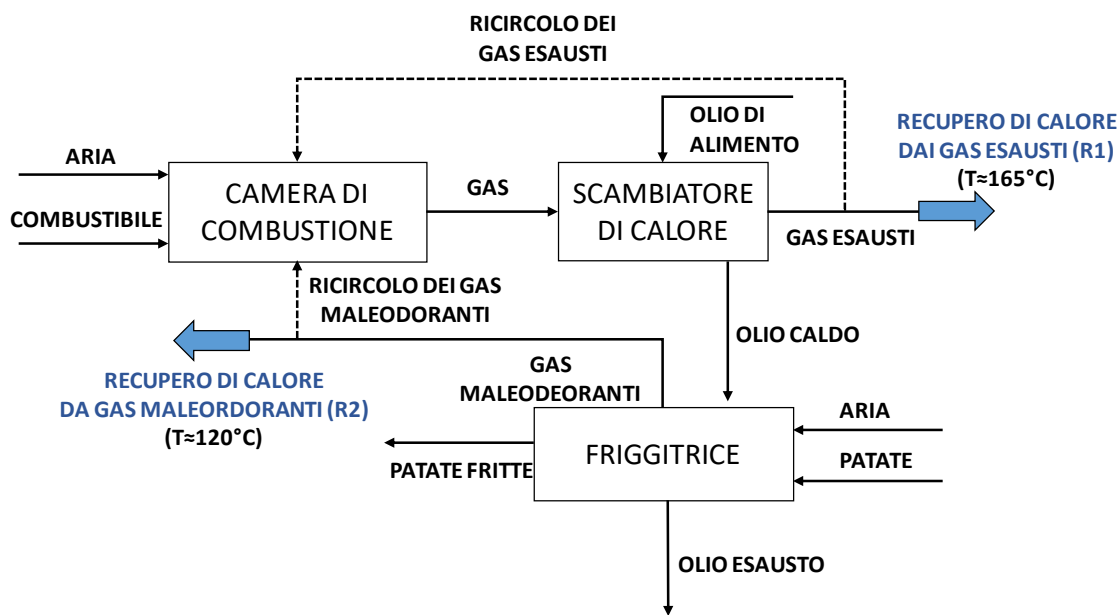 RICIRCOLO DEI
GAS ESAUSTI
OLIO DI
ALIMENTO
RECUPERO DI CALORE
DAI GAS ESAUSTI (R1)
(T≈165°C)
ARIA
COMBUSTIBILE
CAMERA DI
COMBUSTIONE
GAS
SCAMBIATORE
DI CALORE
GAS ESAUSTI
RICIRCOLO DEI GAS
MALEODORANTI
OLIO CALDO
RECUPERO DI CALORE
DA GAS MALERDORANTI (R2)
(T≈120°C)
GAS
MALEODEORANTI
PATATE FRITTE
FRIGGITRICE
ARIA
PATATE
OLIO ESAUSTO